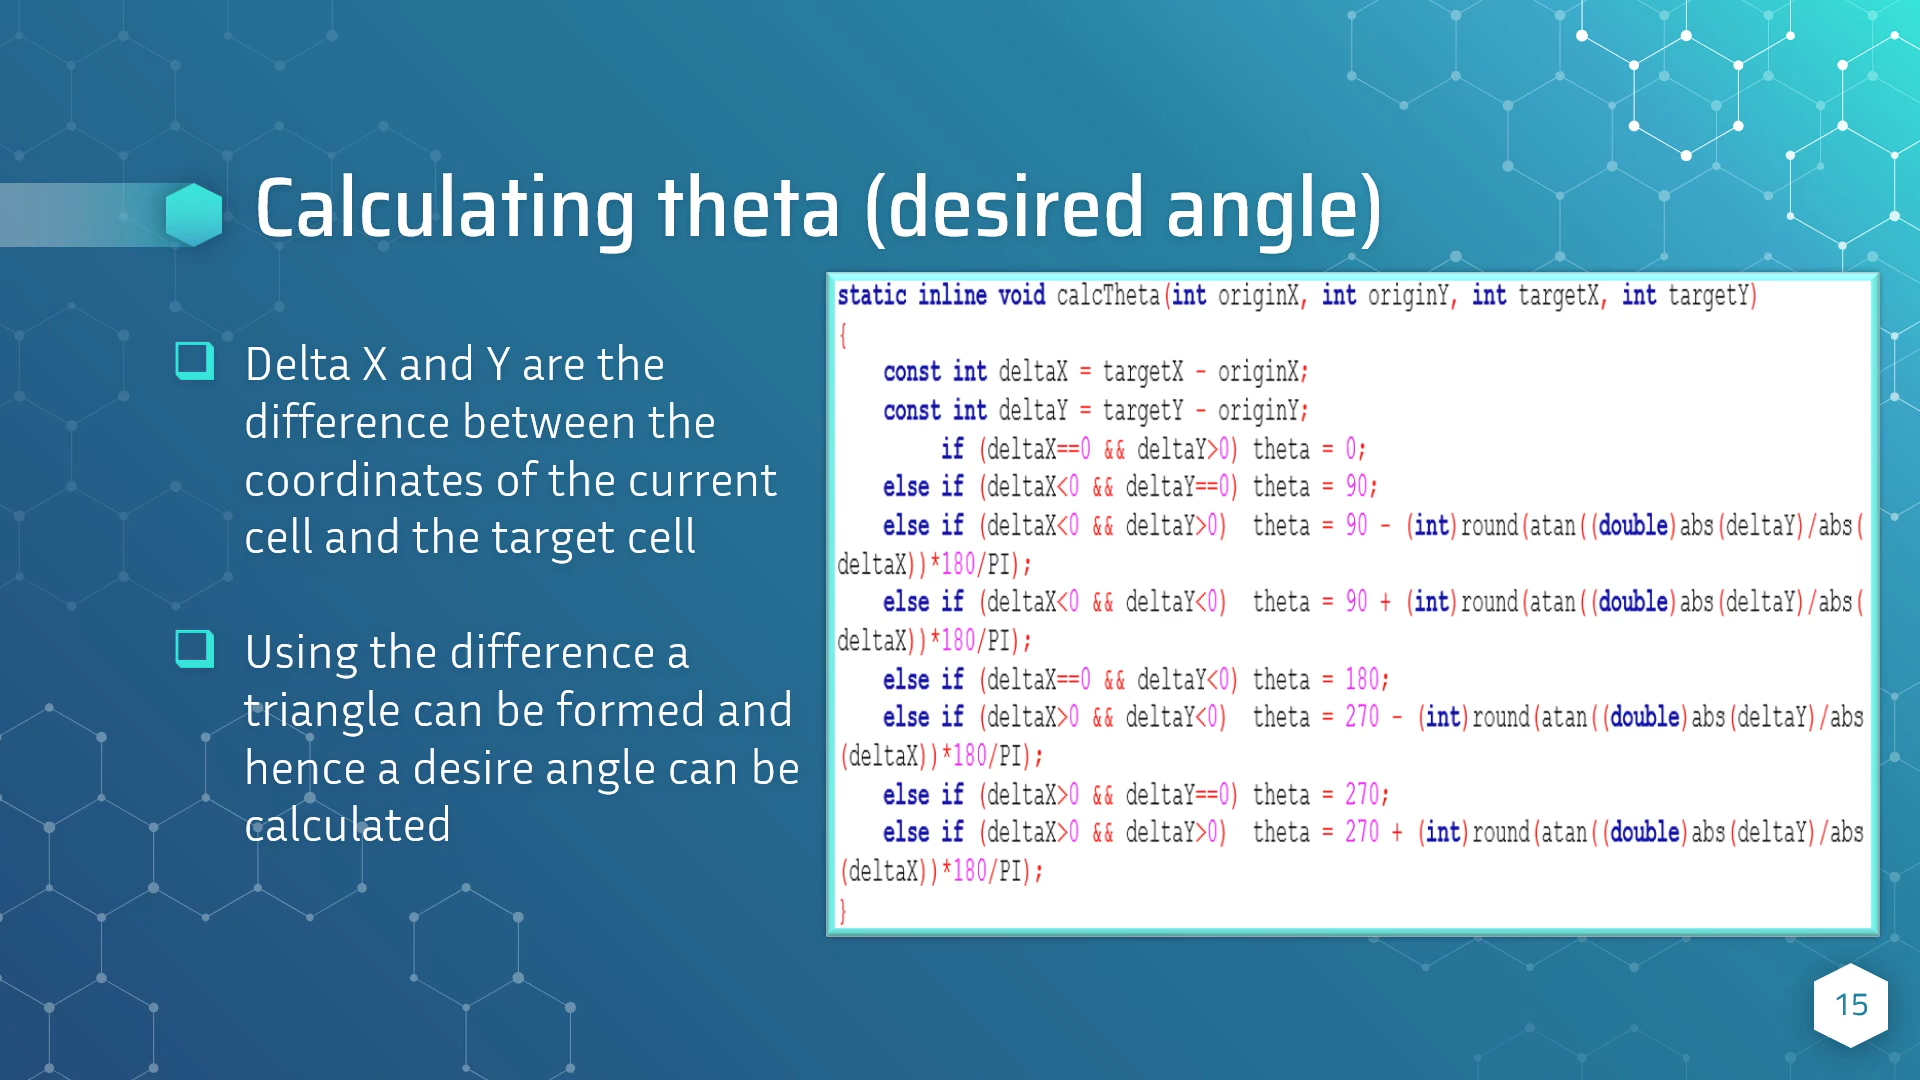 Calculating theta (desired angle)
Delta X and Y are the
difference between the
coordinates of the current
cell and the target cell
Using the difference a
triangle can be formed and
hence a desire angle can be
calculated
static inline void calcTheta(int originX, int originY, int targetX, int targetY)
{
    const int deltaX = targetX - originX;
    const int deltaY = targetY - originY;
         if (deltaX==0 && deltaY>0) theta = 0;
    else if (deltaX<0 && deltaY==0) theta = 90;
    else if (deltaX<0 && deltaY>0)  theta = 90 - (int)round(atan((double)abs(deltaY)/abs(
deltaX))*180/PI);
    else if (deltaX<0 && deltaY<0)  theta = 90 + (int)round(atan((double)abs(deltaY)/abs(
deltaX))*180/PI);
    else if (deltaX==0 && deltaY<0) theta = 180;
    else if (deltaX>0 && deltaY<0)  theta = 270 - (int)round(atan((double)abs(deltaY)/abs
(deltaX))*180/PI);
    else if (deltaX>0 && deltaY==0) theta = 270;
    else if (deltaX>0 && deltaY>0)  theta = 270 + (int)round(atan((double)abs(deltaY)/abs
(deltaX))*180/PI);
}
15